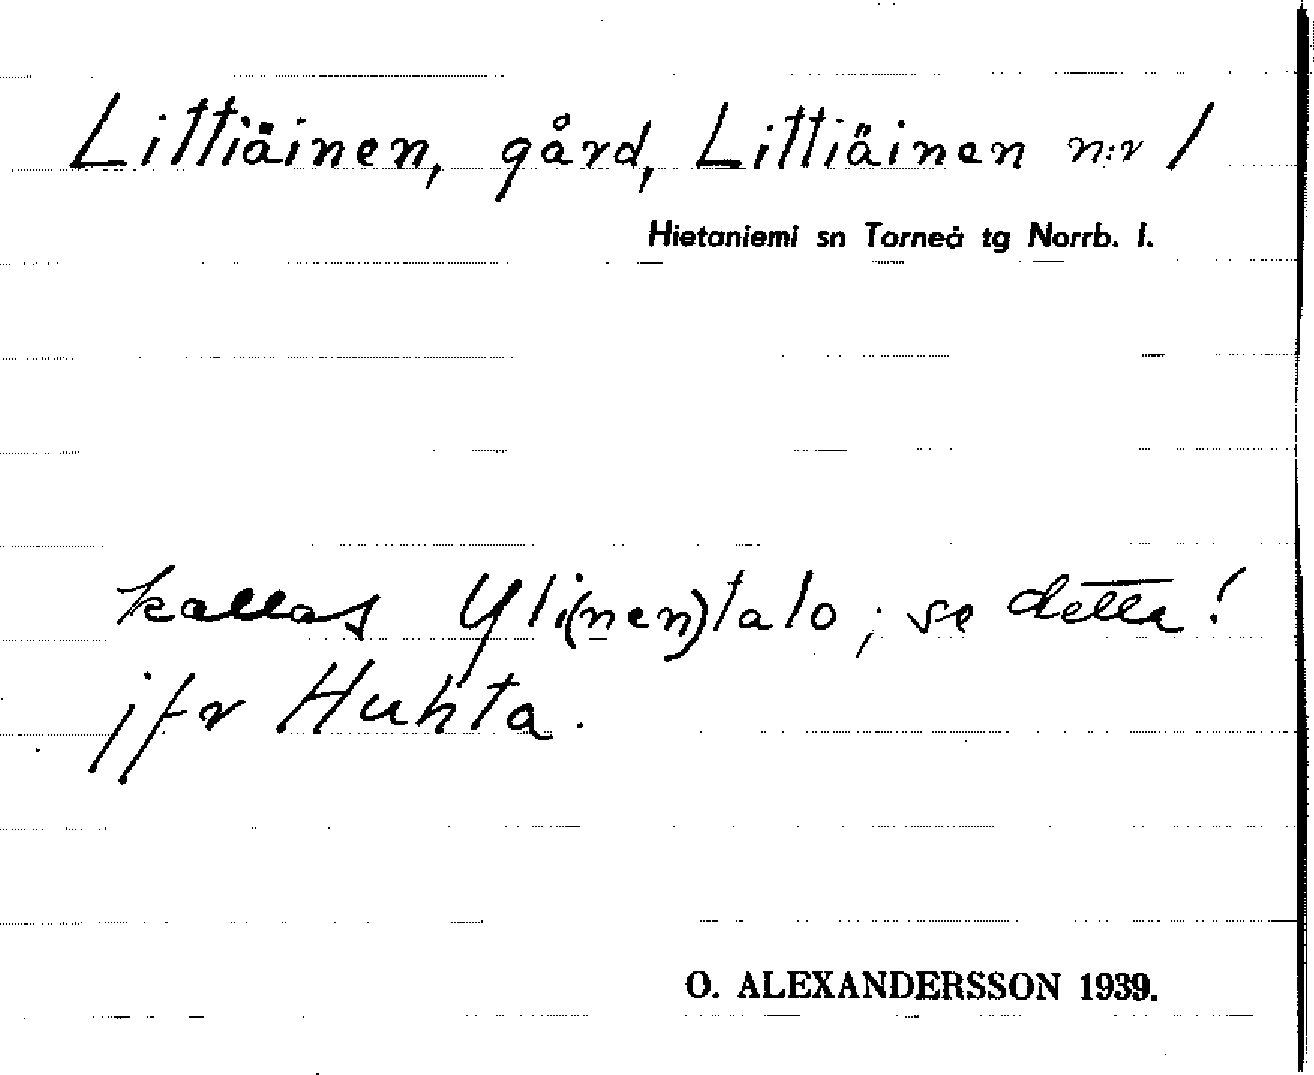 Littiäinen, gård, Littiäinen n:r 1
Hietaniemi sn Torneå tg Norrb. l.
kallas Yli(nen)talo; se detta!
jfr Huhta.
O. ALEXANDERSSON 1939.